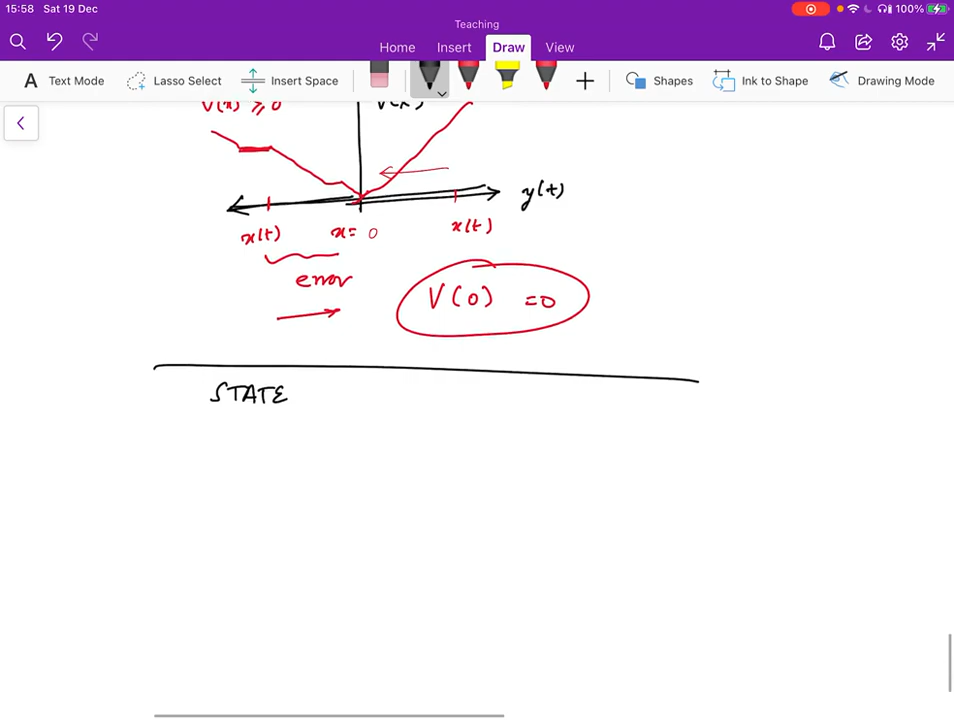 15:58 Sat 19 Dec
100%
Teaching
Home Insert Draw View
A Text Mode Lasso Select Insert Space Shapes Ink to Shape Drawing Mode
V(x) ≥ 0 V(x)
y(t)
x(t) x = 0 x(t)
error
V(0) = 0
STATE